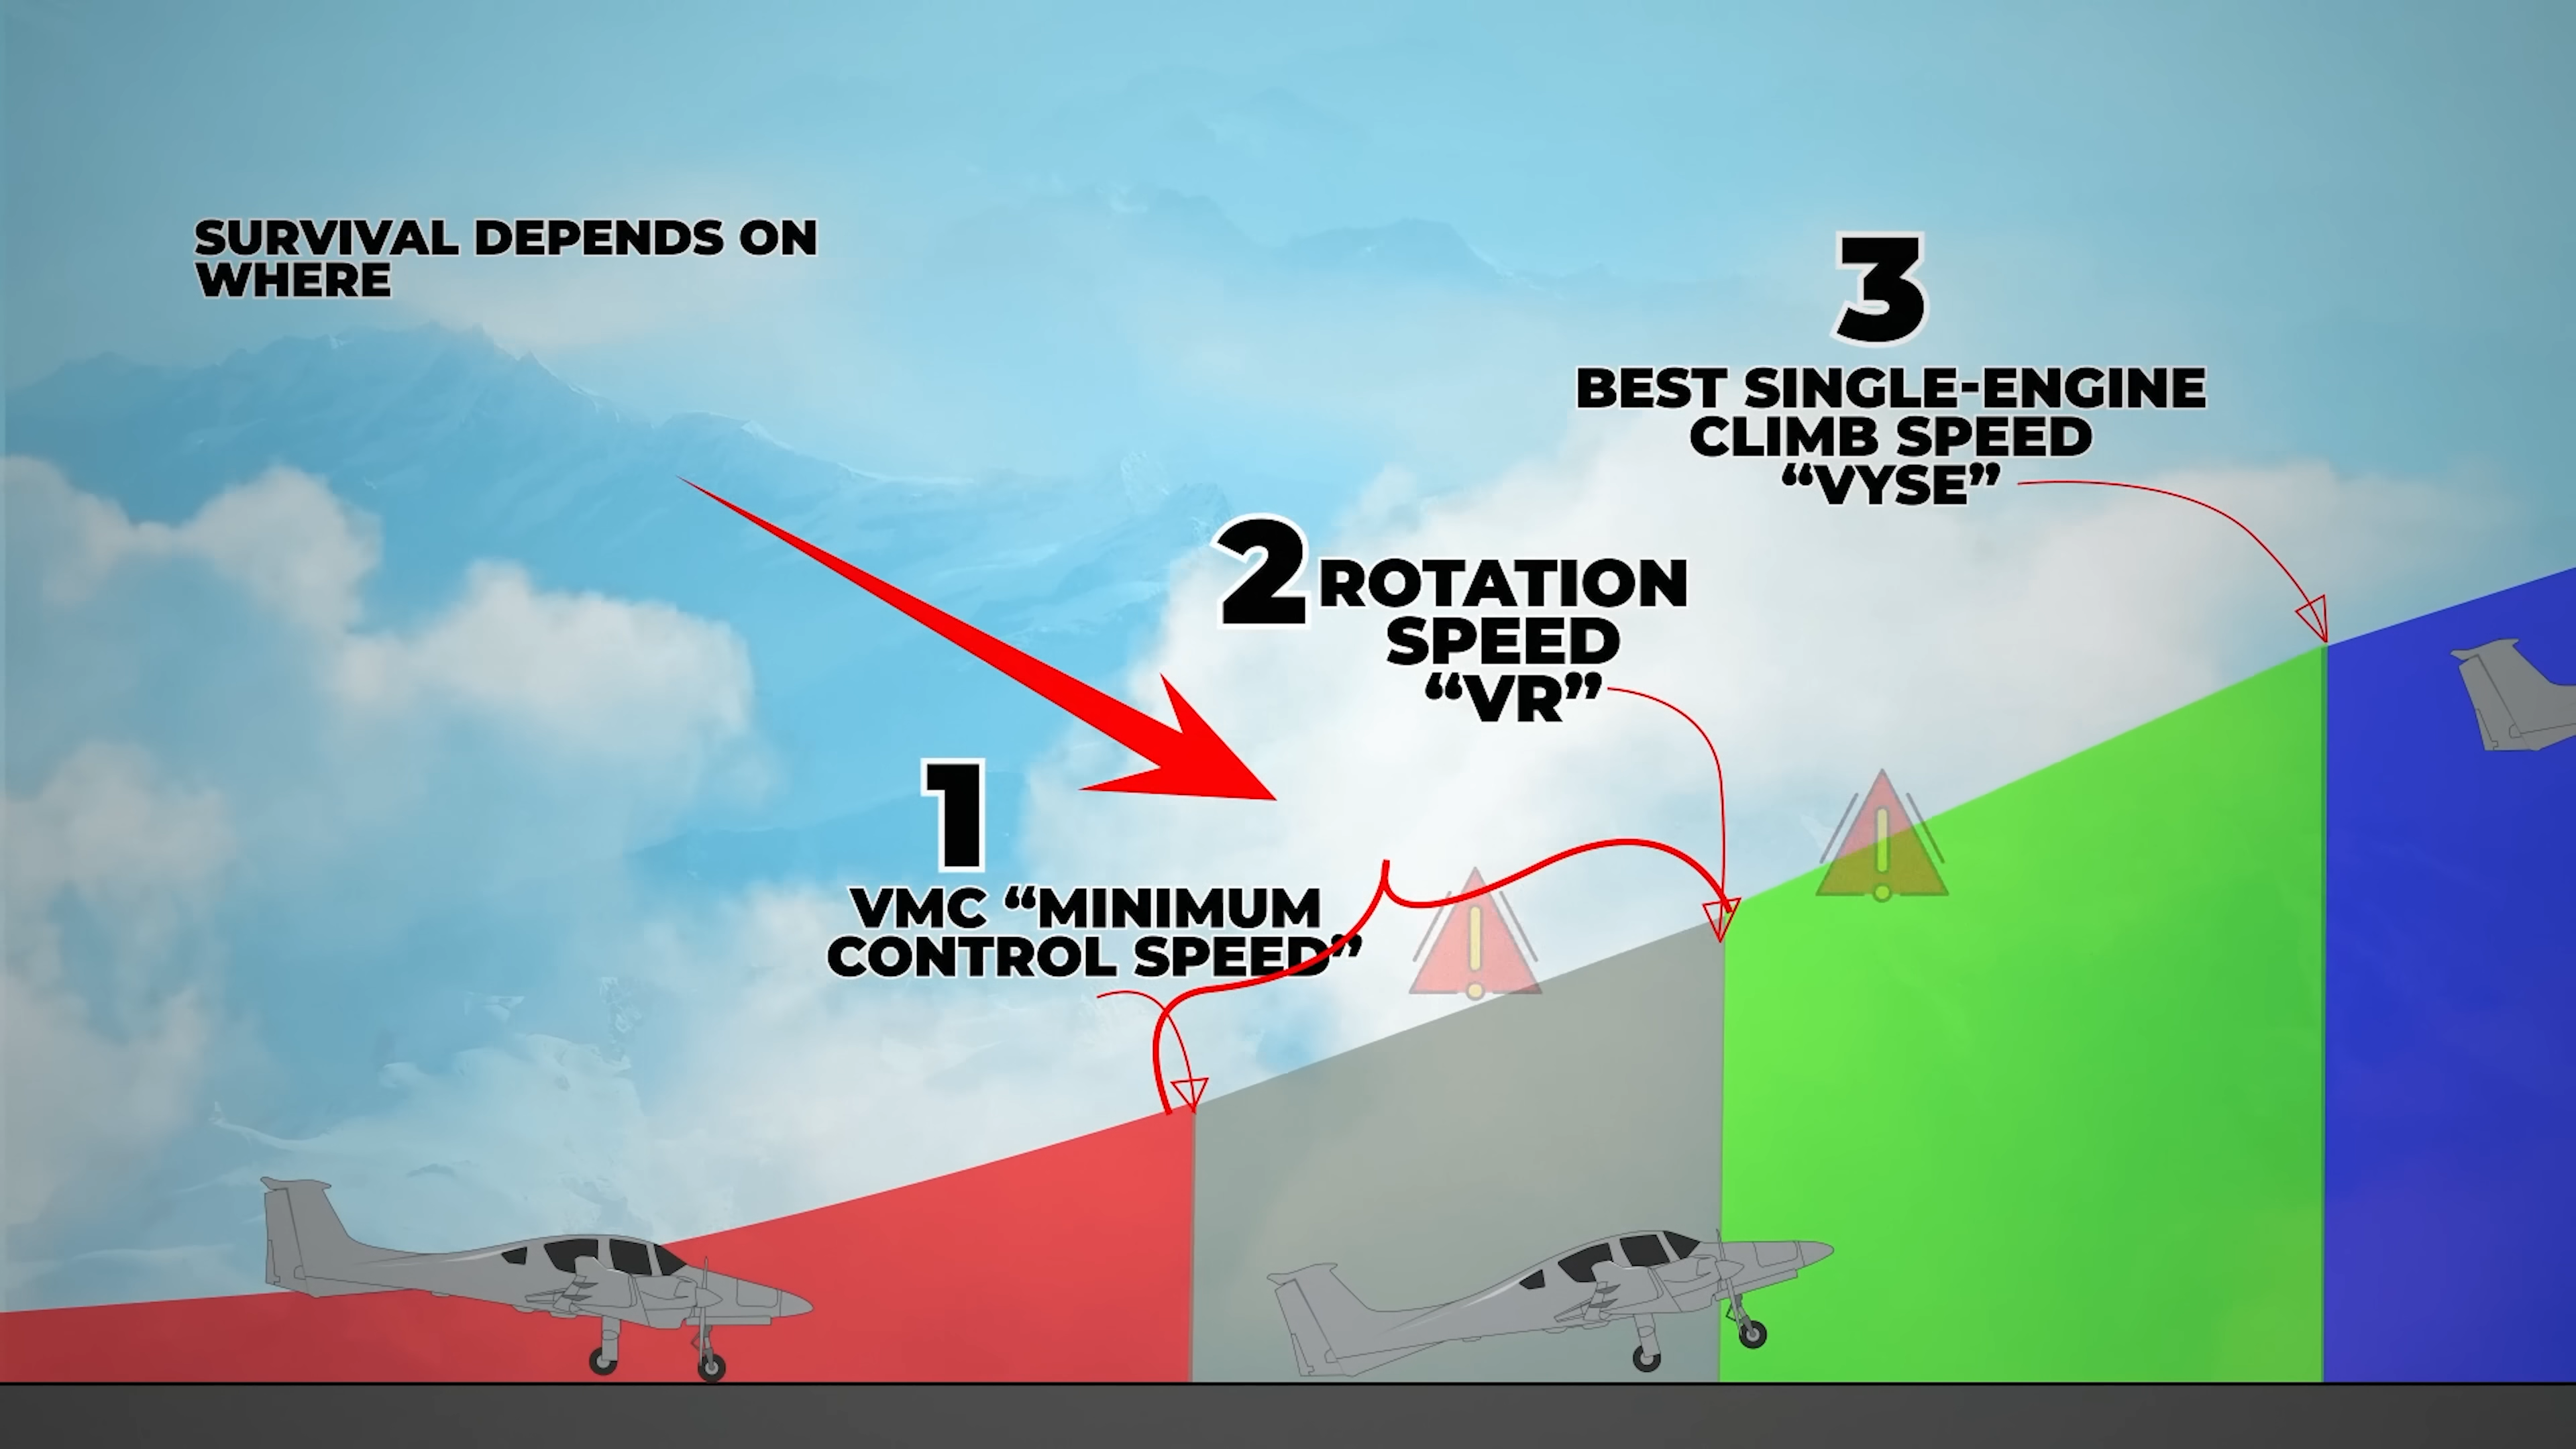 SURVIVAL DEPENDS ON
WHERE
3
BEST SINGLE-ENGINE
CLIMB SPEED
“VYSE”
2 ROTATION
SPEED
“VR”
1
VMC “MINIMUM
CONTROL SPEED”